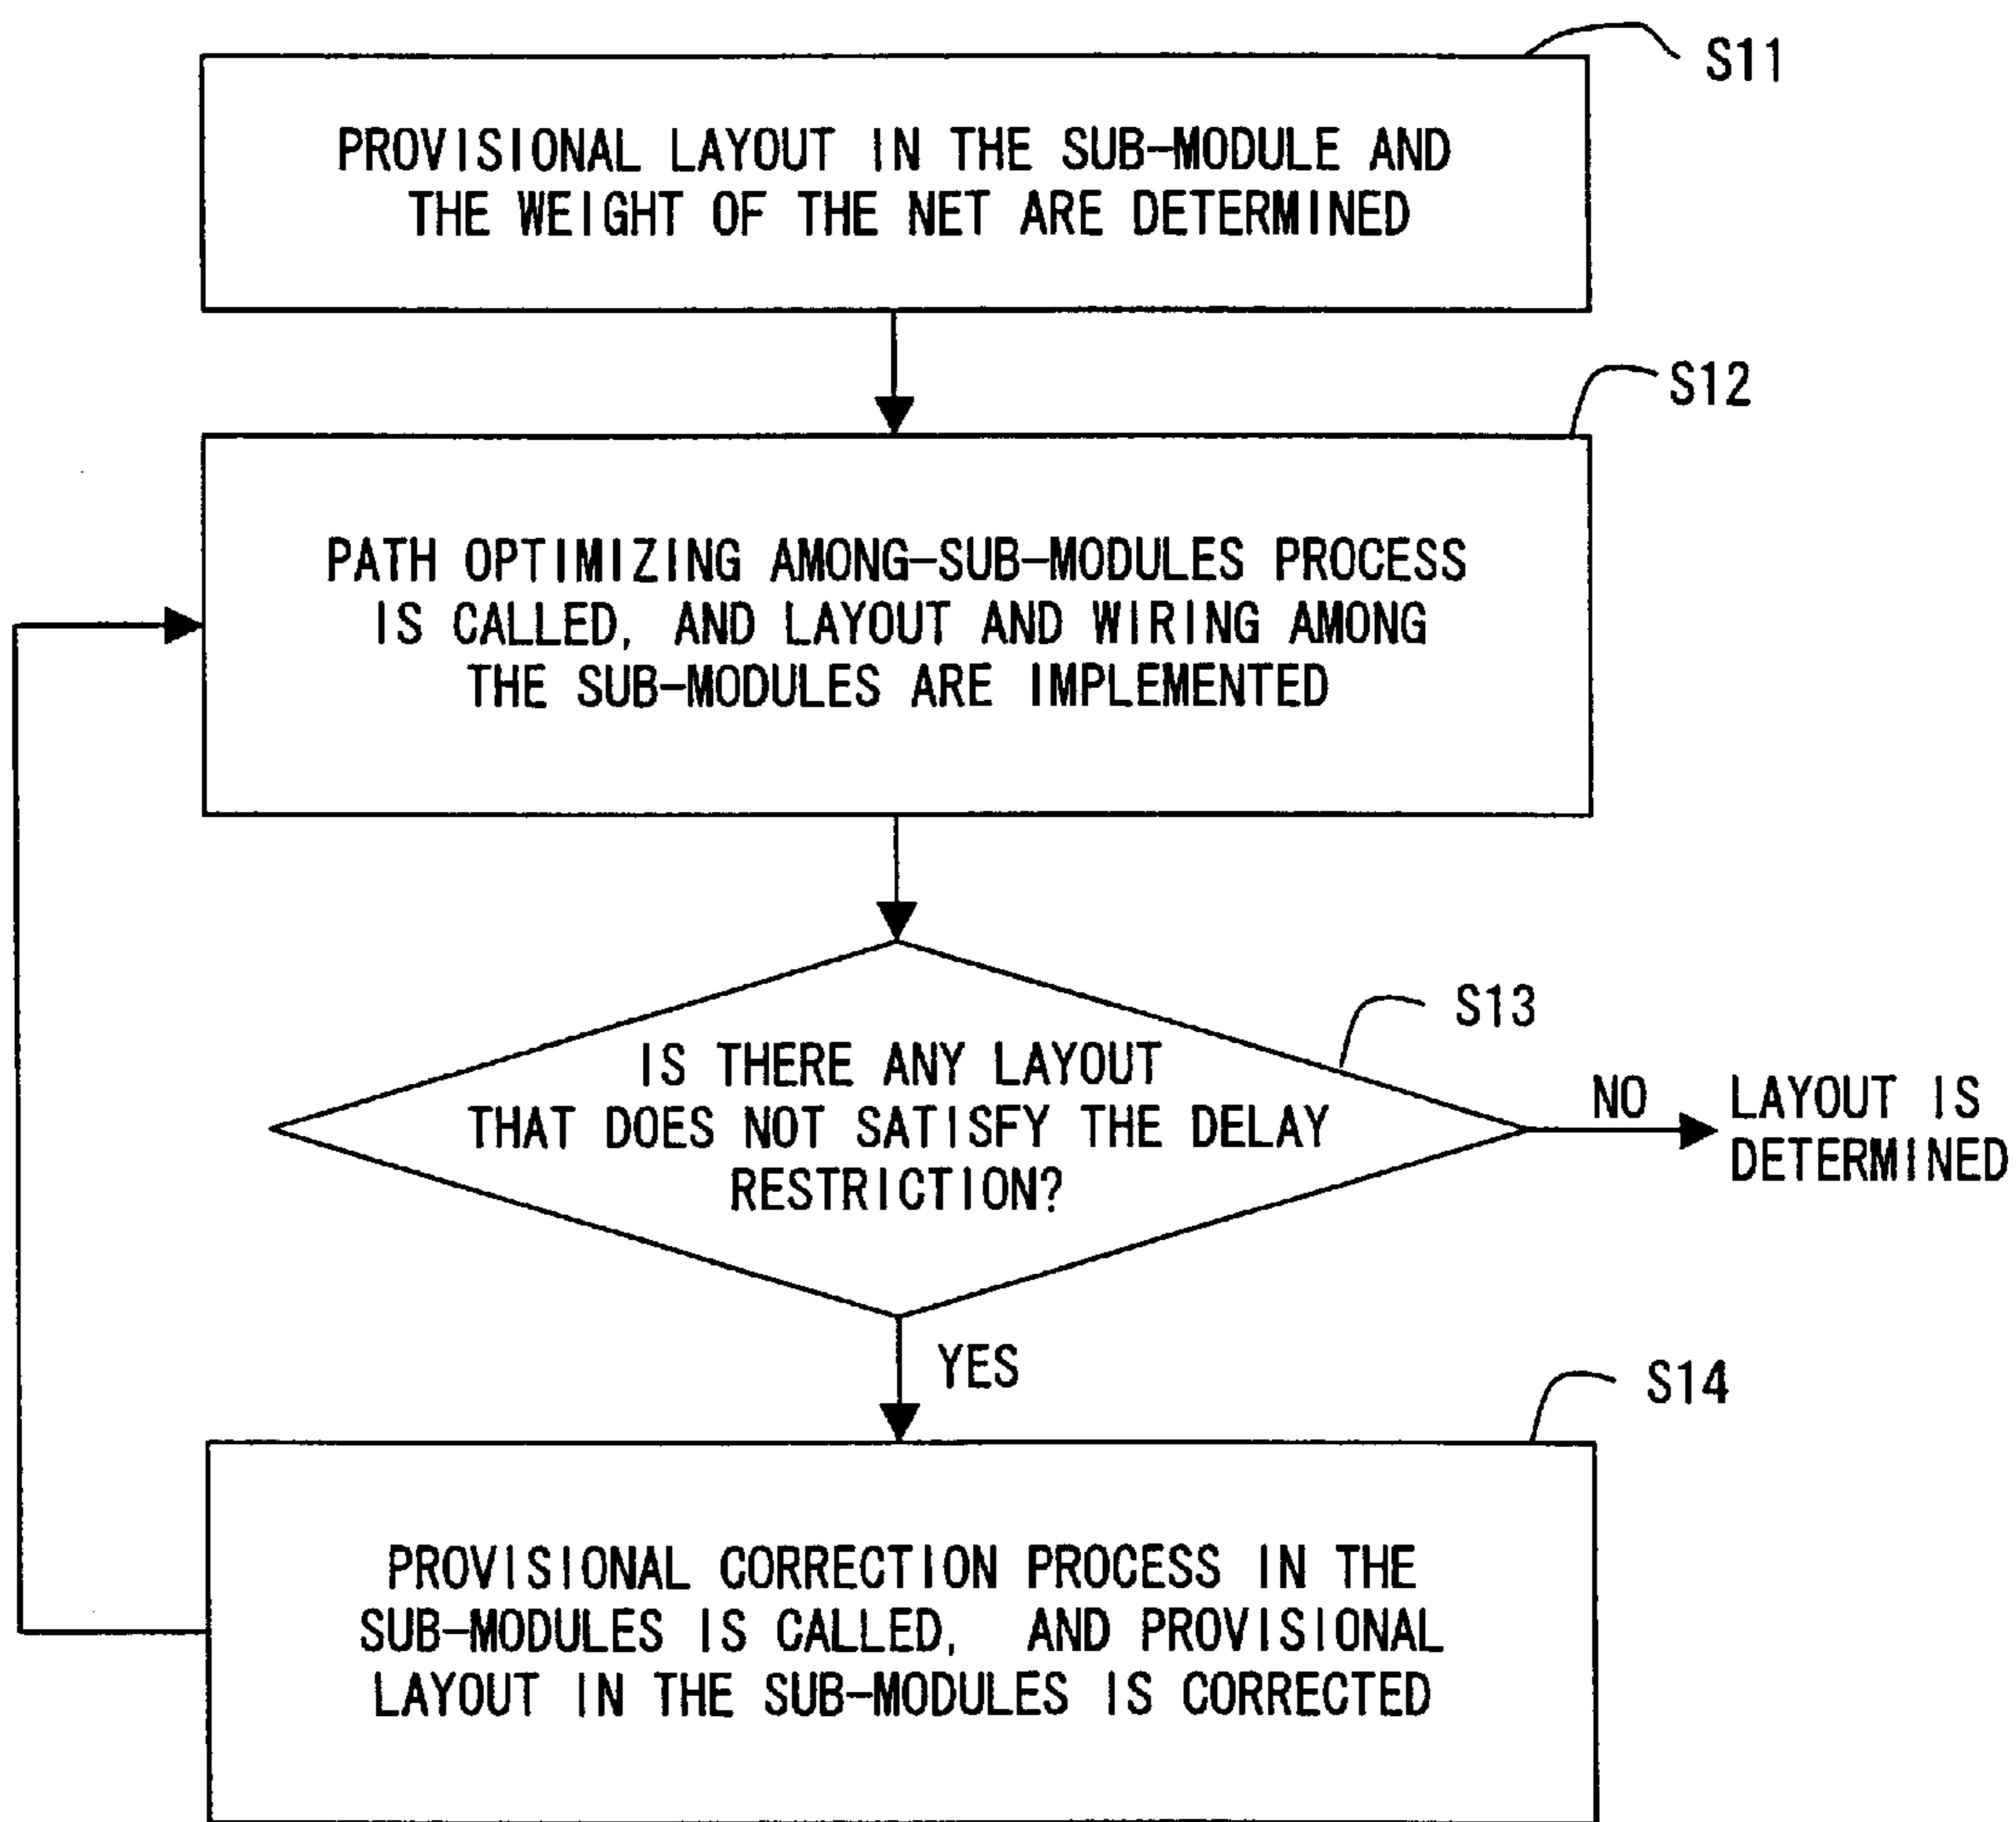 S11
PROVISIONAL LAYOUT IN THE SUB-MODULE AND
THE WEIGHT OF THE NET ARE DETERMINED
S12
PATH OPTIMIZING AMONG-SUB-MODULES PROCESS
IS CALLED, AND LAYOUT AND WIRING AMONG
THE SUB-MODULES ARE IMPLEMENTED
S13
IS THERE ANY LAYOUT
THAT DOES NOT SATISFY THE DELAY
RESTRICTION?
NO
LAYOUT IS
DETERMINED
YES
S14
PROVISIONAL CORRECTION PROCESS IN THE
SUB-MODULES IS CALLED, AND PROVISIONAL
LAYOUT IN THE SUB-MODULES IS CORRECTED